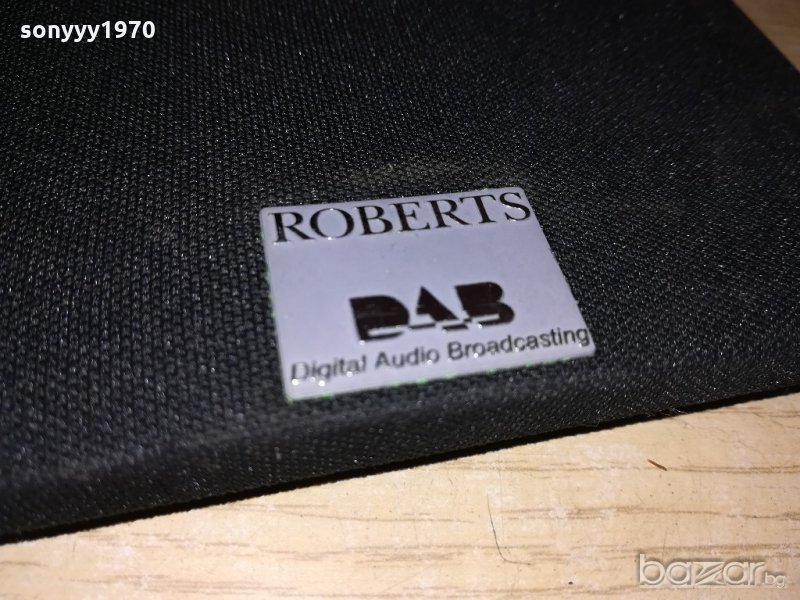 sonyyy1970
ROBERTS
DAB
Digital Audio Broadcasting
bazar.bg